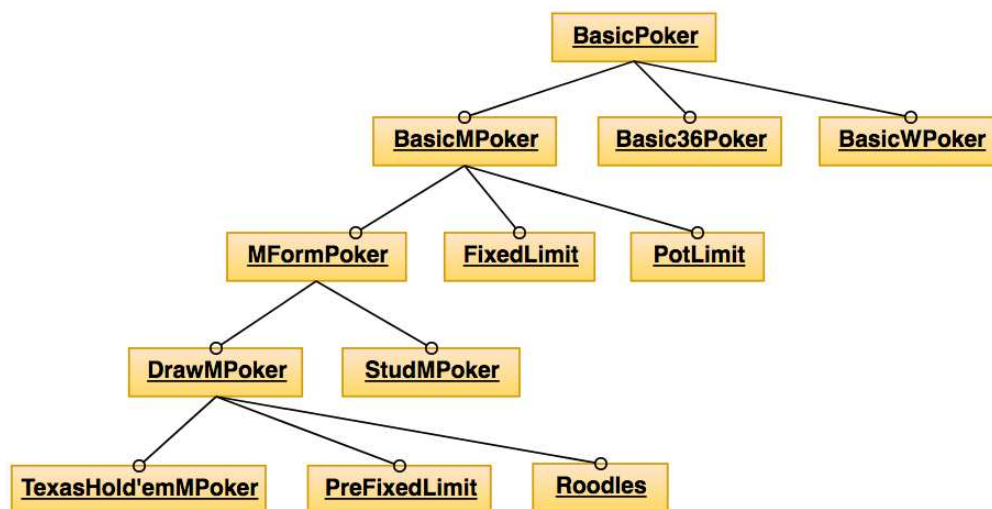 BasicPoker
BasicMPoker
Basic36Poker
BasicWPoker
MFormPoker
FixedLimit
PotLimit
DrawMPoker
StudMPoker
TexasHold'emMPoker
PreFixedLimit
Roodles